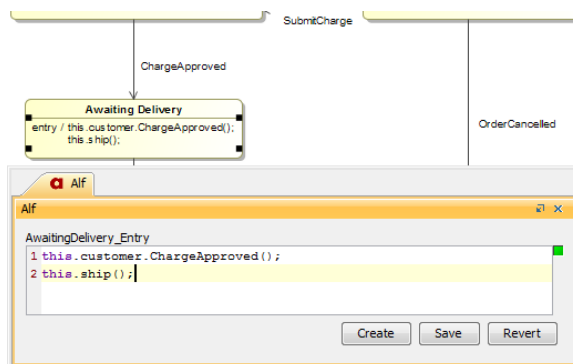 SubmitCharge
ChargeApproved
Awaiting Delivery
entry / this.customer.ChargeApproved();
this.ship();
OrderCancelled
a Alf
Alf
AwaitingDelivery_Entry
1 this.customer.ChargeApproved();
2 this.ship();
Create Save Revert